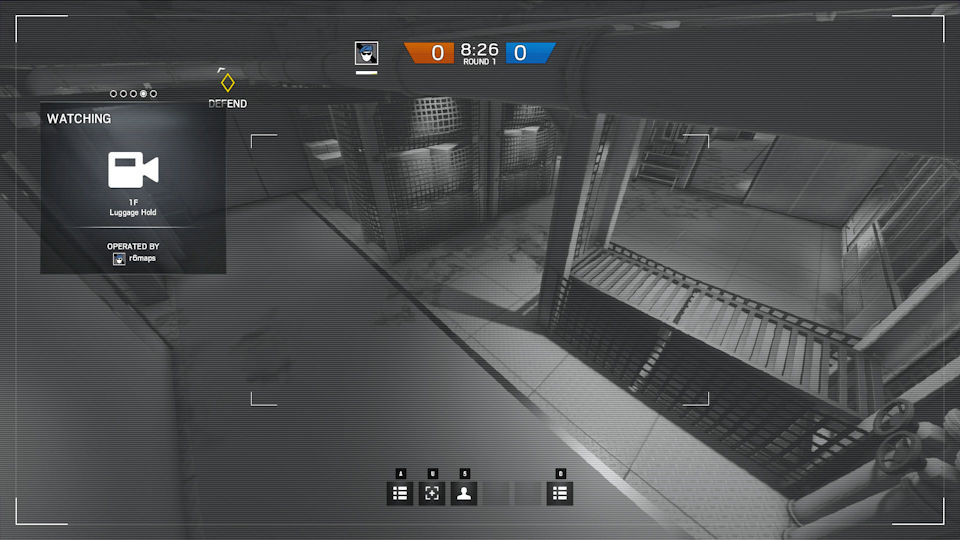 0
8:26
0
ROUND 1
DEFEND
WATCHING
1F
Luggage Hold
OPERATED BY
r6maps
A
U
S
D